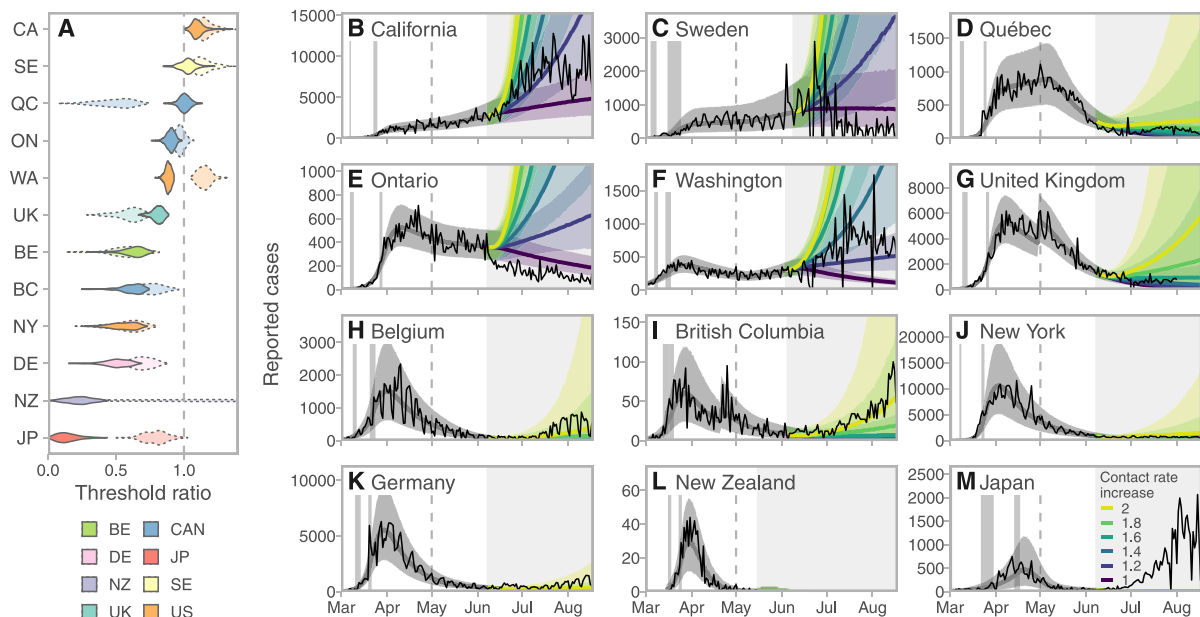 A
CA
SE
QC
ON
WA
UK
BE
BC
NY
DE
NZ
JP
0.0 0.5 1.0
Threshold ratio
BE CAN
DE JP
NZ SE
UK US
Reported cases
B California
15000
10000
5000
0
C Sweden
3000
2000
1000
0
D Québec
1500
1000
500
0
E Ontario
1000
800
600
400
200
0
F Washington
1500
1000
500
0
G United Kingdom
8000
6000
4000
2000
0
H Belgium
3000
2000
1000
0
I British Columbia
150
100
50
0
J New York
20000
15000
10000
5000
0
K Germany
10000
5000
0
Mar Apr May Jun Jul Aug
L New Zealand
60
40
20
0
Mar Apr May Jun Jul Aug
M Japan
2500
2000
1500
1000
500
0
Contact rate
increase
2
1.8
1.6
1.4
1.2
1
Mar Apr May Jun Jul Aug